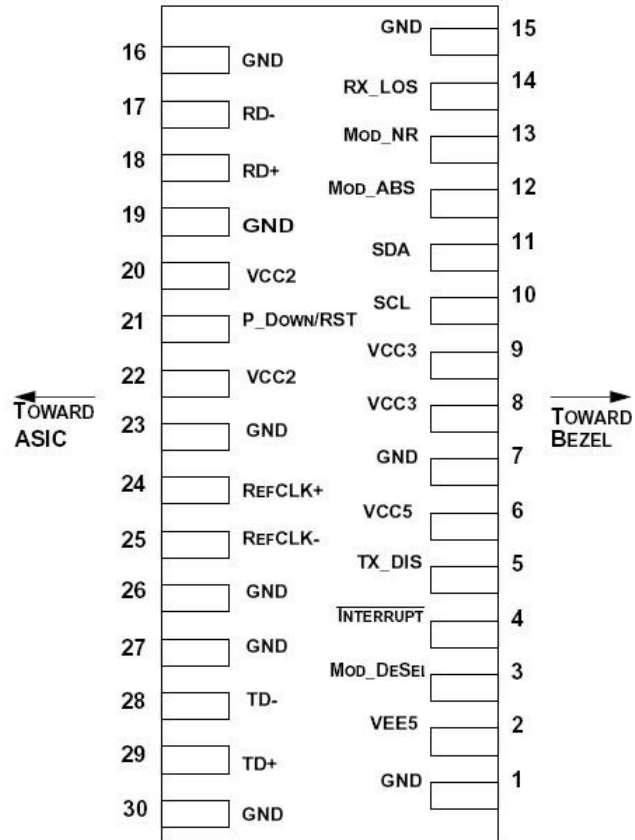 GND 15
16 GND
RX_LOS 14
17 RD-
MOD_NR 13
18 RD+
MOD_ABS 12
19 GND
SDA 11
20 VCC2
SCL 10
21 P_DOWN/RST
VCC3 9
22 VCC2
VCC3 8
TOWARD ASIC
TOWARD BEZEL
23 GND
GND 7
24 REFCLK+
VCC5 6
25 REFCLK-
TX_DIS 5
26 GND
INTERRUPT 4
27 GND
MOD_DESEL 3
28 TD-
VEE5 2
29 TD+
GND 1
30 GND